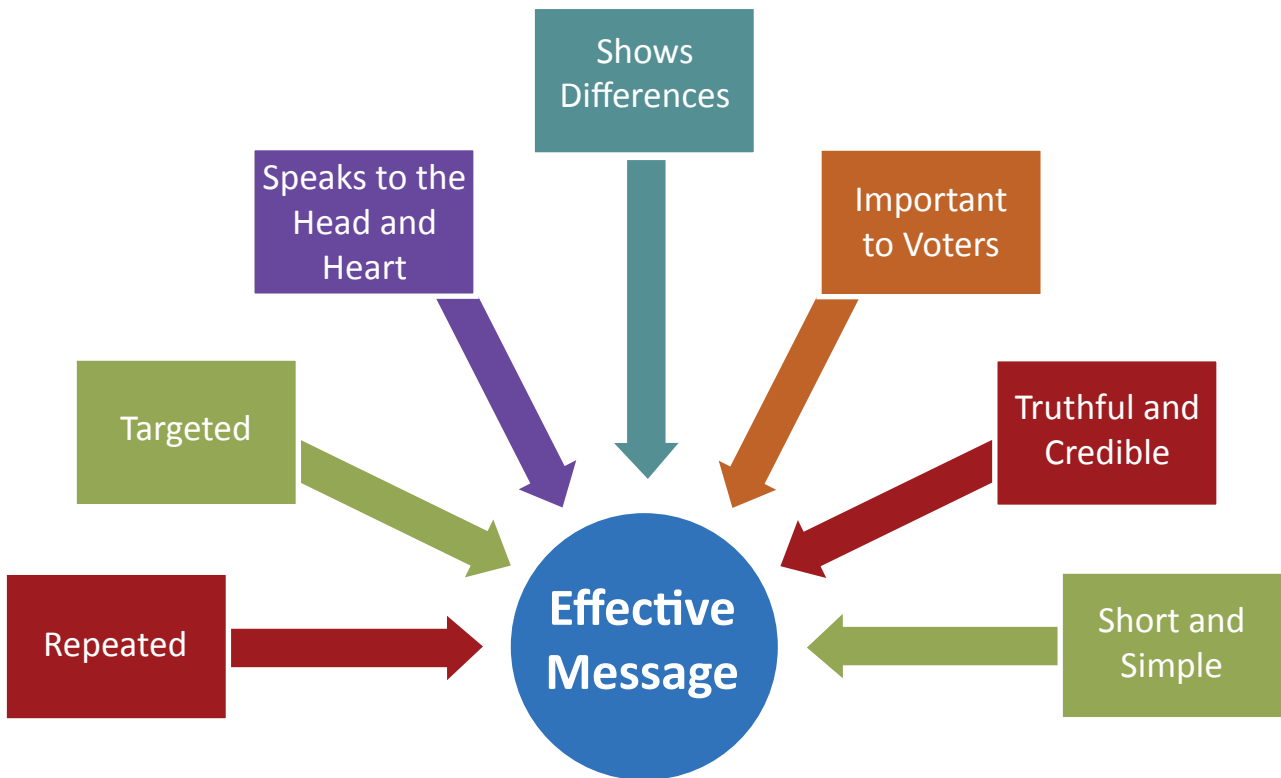 Shows
Differences
Speaks to the
Head and
Heart
Important
to Voters
Targeted
Truthful and
Credible
Repeated
Effective
Message
Short and
Simple